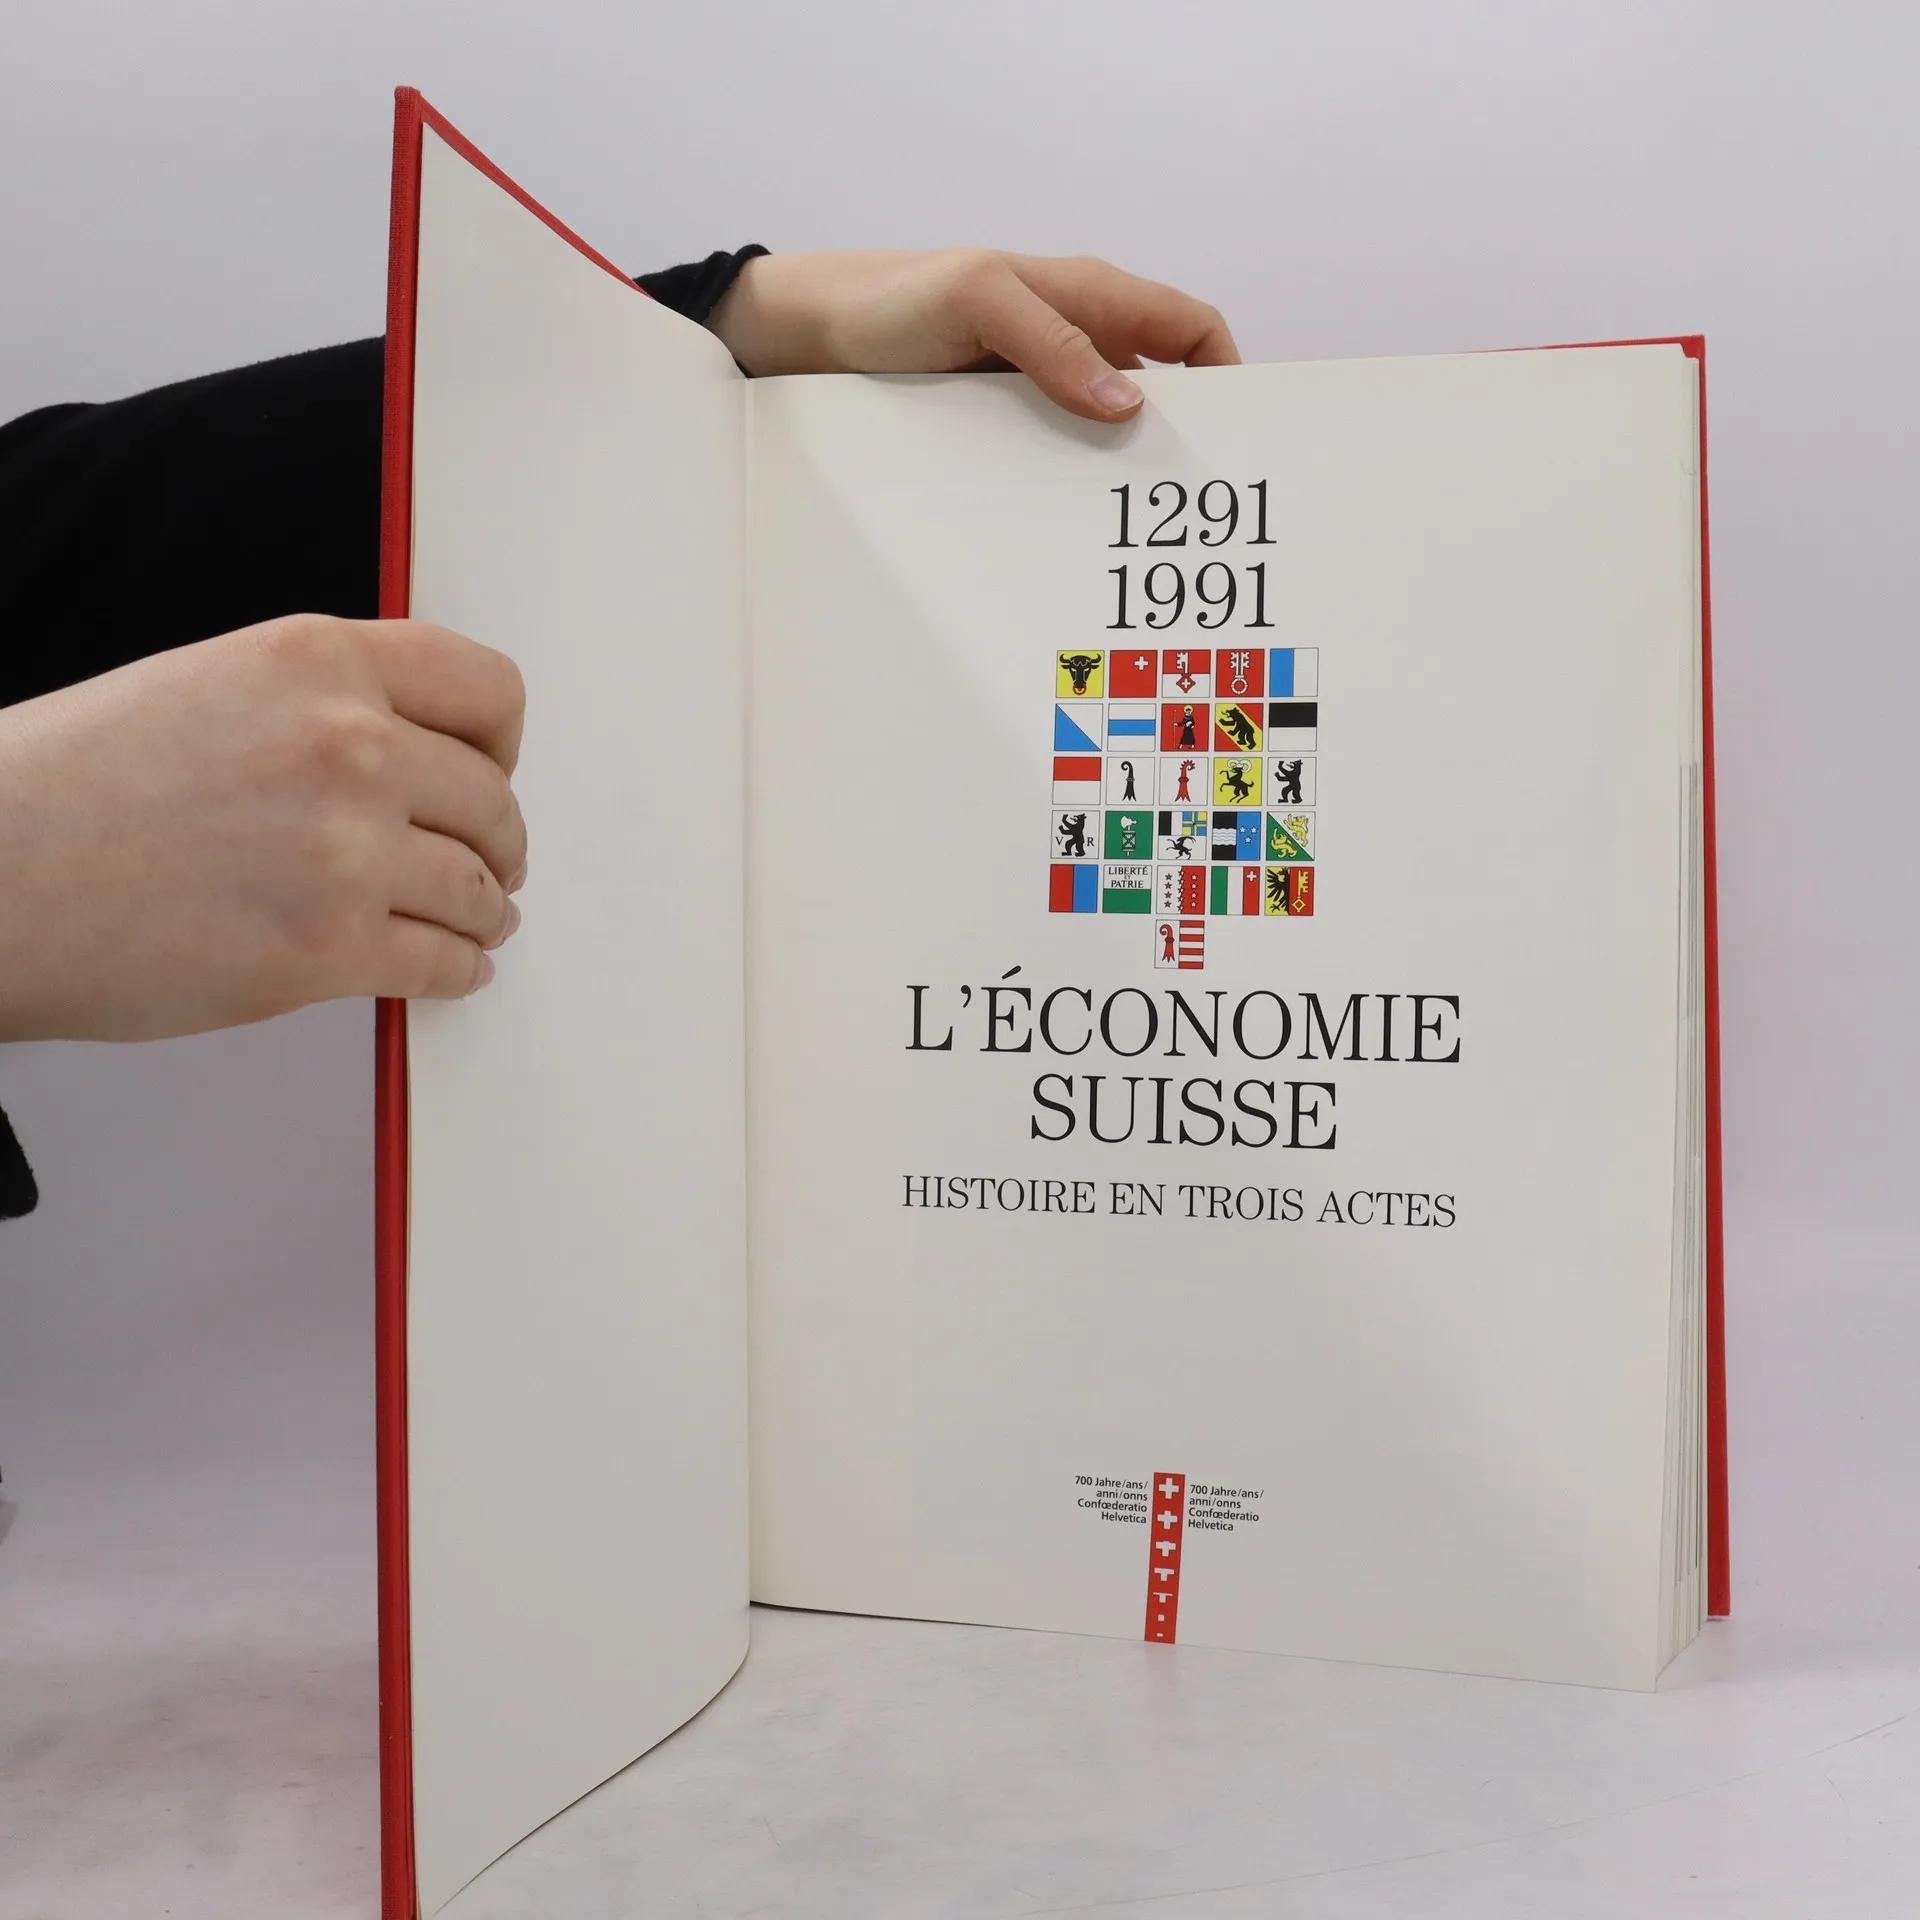 1291
1991
V R
LIBERTÉ
ET
PATRIE
L'ÉCONOMIE
SUISSE
HISTOIRE EN TROIS ACTES
700 Jahre/ans/
anni/onns
Confœderatio
Helvetica
700 Jahre/ans/
anni/onns
Confœderatio
Helvetica